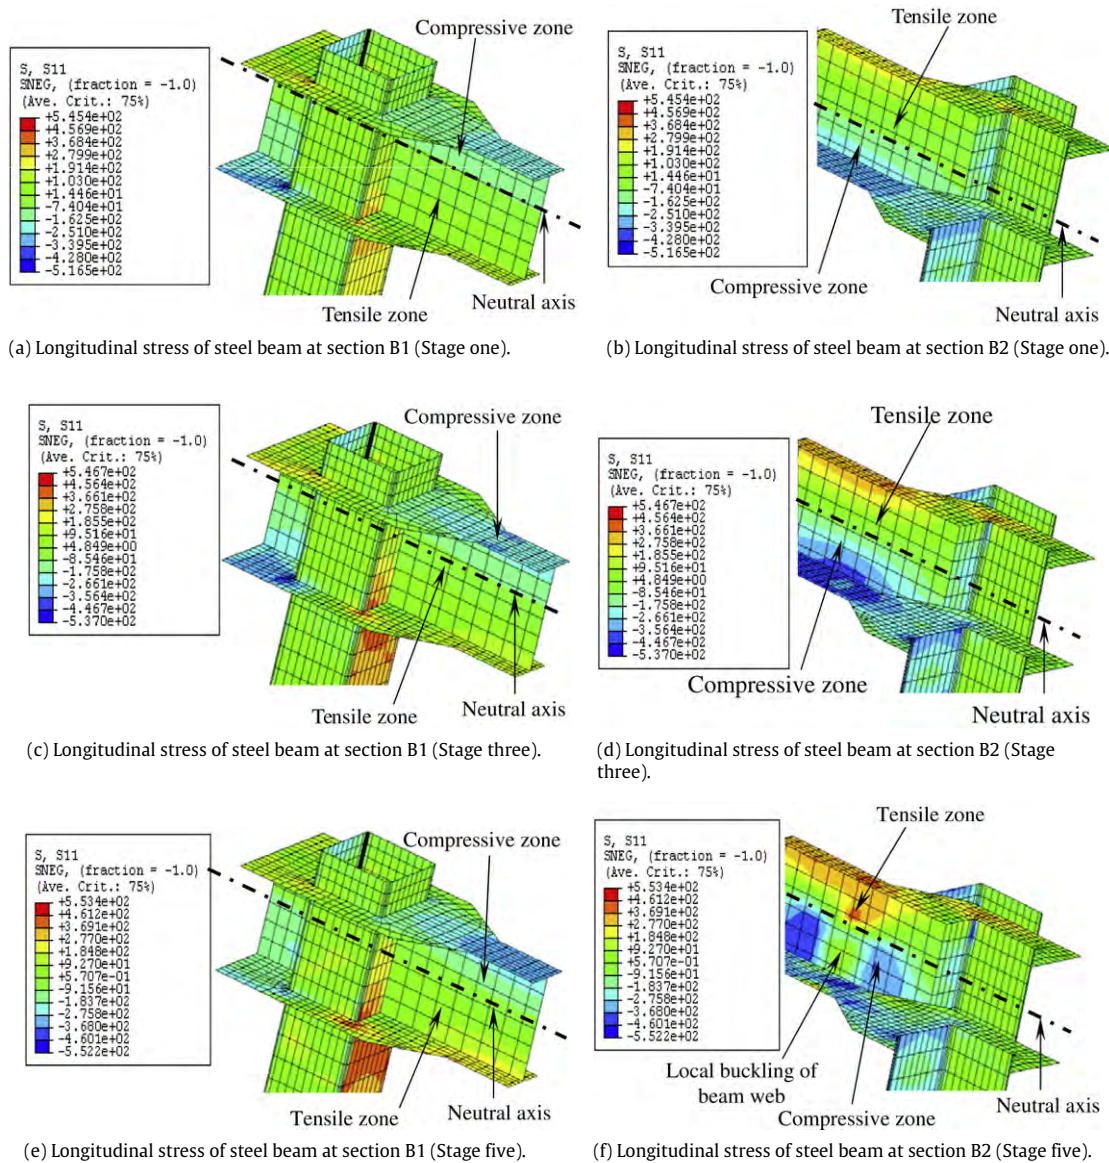 Compressive zone
S, S11
SNEG, (fraction = -1.0)
(Ave. Crit.: 75%)
+5.454e+02
+4.569e+02
+3.684e+02
+2.799e+02
+1.914e+02
+1.030e+02
+1.446e+01
-7.404e+01
-1.625e+02
-2.510e+02
-3.395e+02
-4.280e+02
-5.165e+02
Neutral axis
Tensile zone
(a) Longitudinal stress of steel beam at section B1 (Stage one).
Tensile zone
S, S11
SNEG, (fraction = -1.0)
(Ave. Crit.: 75%)
+5.454e+02
+4.569e+02
+3.684e+02
+2.799e+02
+1.914e+02
+1.030e+02
+1.446e+01
-7.404e+01
-1.625e+02
-2.510e+02
-3.395e+02
-4.280e+02
-5.165e+02
Compressive zone
Neutral axis
(b) Longitudinal stress of steel beam at section B2 (Stage one).
Compressive zone
S, S11
SNEG, (fraction = -1.0)
(Ave. Crit.: 75%)
+5.467e+02
+4.564e+02
+3.661e+02
+2.758e+02
+1.855e+02
+9.516e+01
+4.849e+00
-8.546e+01
-1.758e+02
-2.661e+02
-3.564e+02
-4.467e+02
-5.370e+02
Tensile zone
Neutral axis
(c) Longitudinal stress of steel beam at section B1 (Stage three).
Tensile zone
S, S11
SNEG, (fraction = -1.0)
(Ave. Crit.: 75%)
+5.467e+02
+4.564e+02
+3.661e+02
+2.758e+02
+1.855e+02
+9.516e+01
+4.849e+00
-8.546e+01
-1.758e+02
-2.661e+02
-3.564e+02
-4.467e+02
-5.370e+02
Compressive zone
Neutral axis
(d) Longitudinal stress of steel beam at section B2 (Stage
three).
Compressive zone
S, S11
SNEG, (fraction = -1.0)
(Ave. Crit.: 75%)
+5.534e+02
+4.612e+02
+3.691e+02
+2.770e+02
+1.848e+02
+9.270e+01
+5.707e-01
-9.156e+01
-1.837e+02
-2.758e+02
-3.680e+02
-4.601e+02
-5.522e+02
Tensile zone
Neutral axis
(e) Longitudinal stress of steel beam at section B1 (Stage five).
Tensile zone
S, S11
SNEG, (fraction = -1.0)
(Ave. Crit.: 75%)
+5.534e+02
+4.612e+02
+3.691e+02
+2.770e+02
+1.848e+02
+9.270e+01
+5.707e-01
-9.156e+01
-1.837e+02
-2.758e+02
-3.680e+02
-4.601e+02
-5.522e+02
Local buckling of
beam web
Compressive zone
Neutral axis
(f) Longitudinal stress of steel beam at section B2 (Stage five).